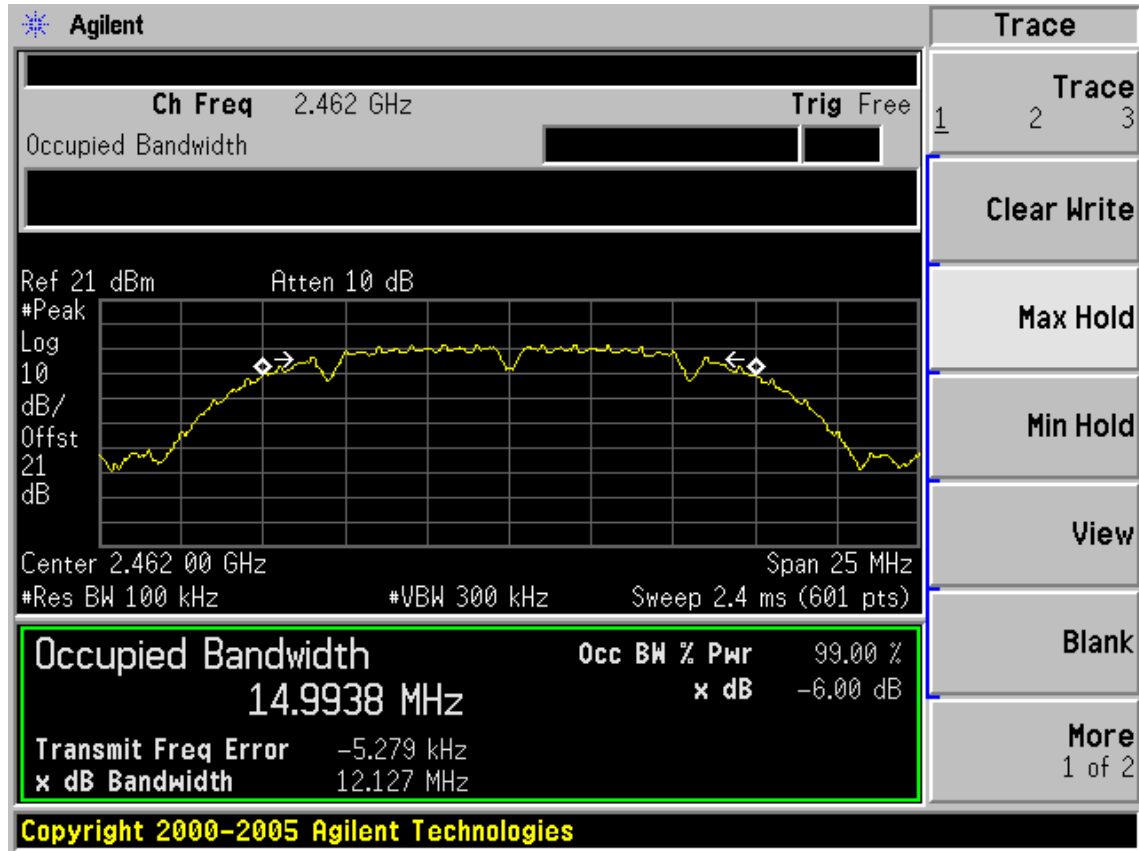 Agilent
Trace
Ch Freq 2.462 GHz Trig Free
Occupied Bandwidth
Trace
1 2 3
Clear Write
Max Hold
Min Hold
View
Blank
More
1 of 2
Ref 21 dBm Atten 10 dB
#Peak
Log
10
dB/
Offst
21
dB
Center 2.462 00 GHz Span 25 MHz
#Res BW 100 kHz #VBW 300 kHz Sweep 2.4 ms (601 pts)
Occupied Bandwidth
14.9938 MHz
Occ BW % Pwr 99.00 %
x dB -6.00 dB
Transmit Freq Error -5.279 kHz
x dB Bandwidth 12.127 MHz
Copyright 2000-2005 Agilent Technologies